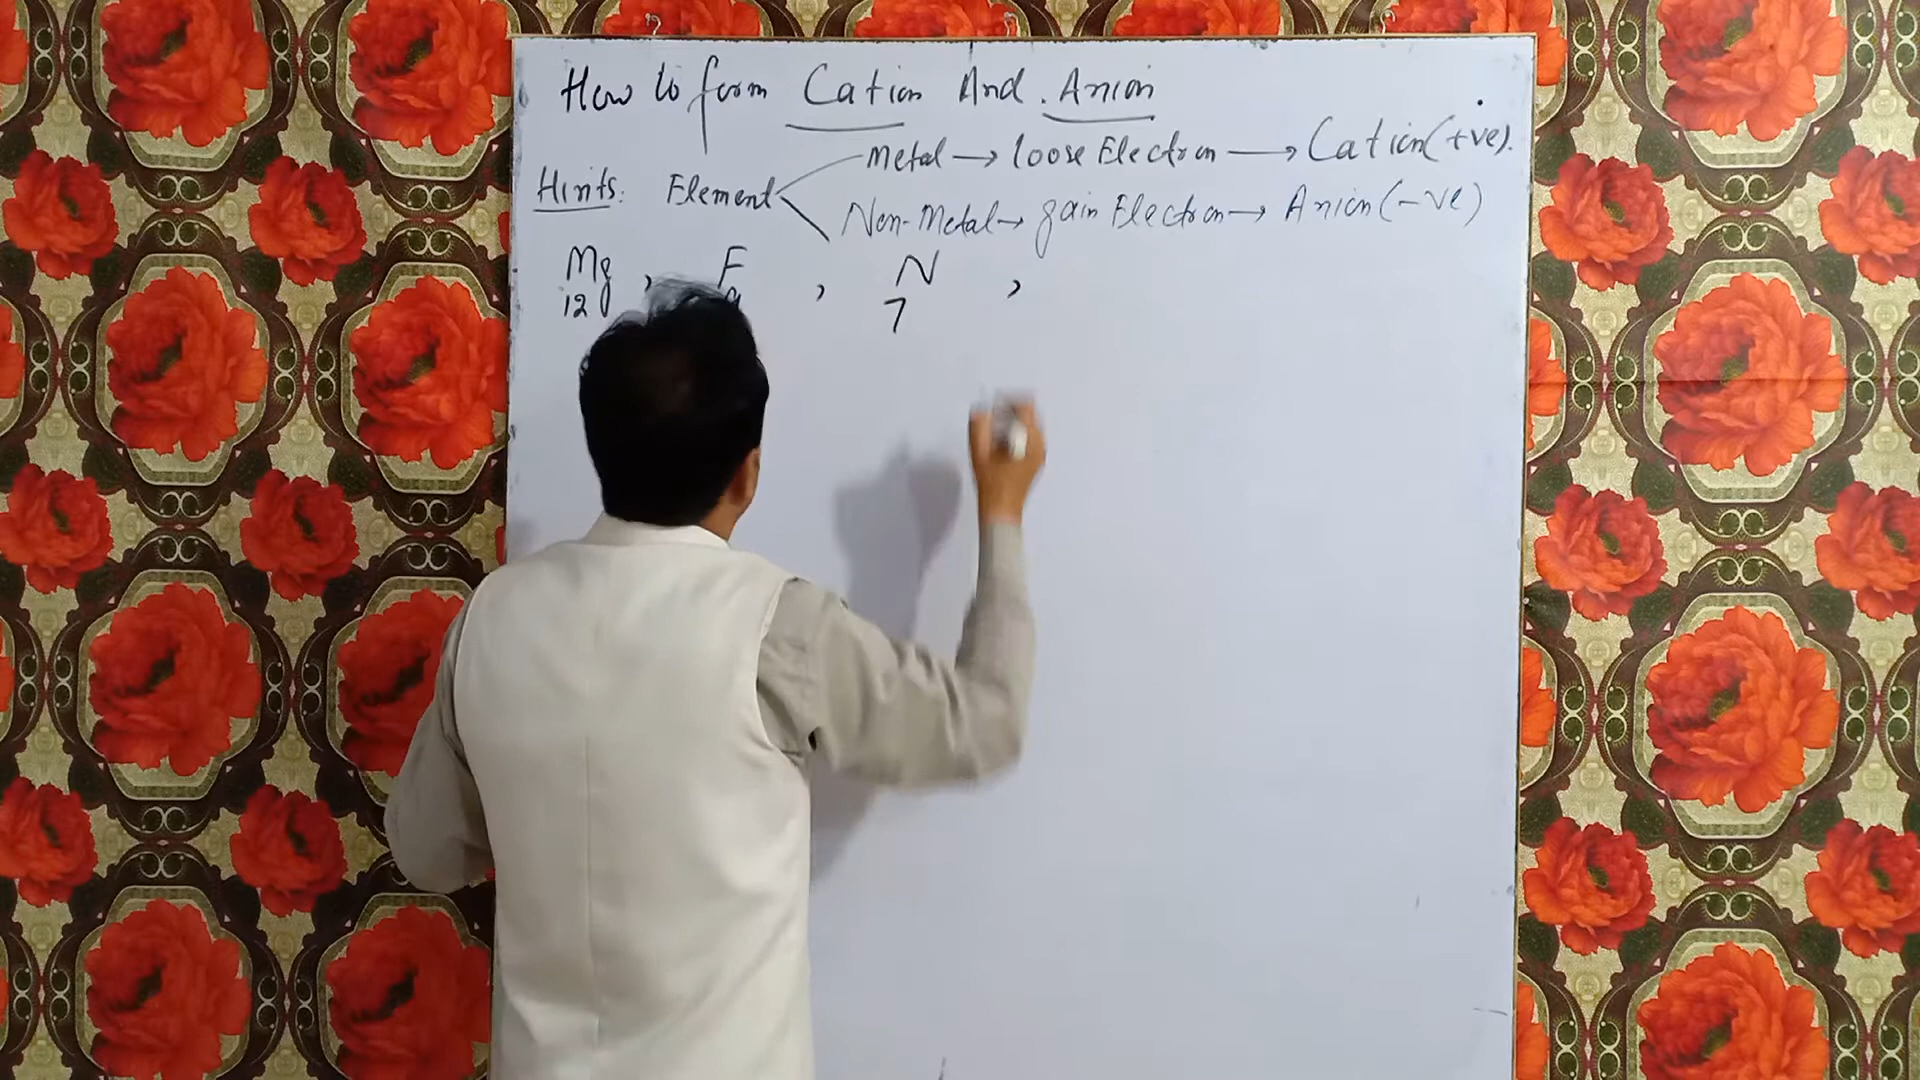 How to form Cation And Anion
Hints: Element
Metal → loose Electron → Cation (+ve).
Non-Metal → gain Electron → Anion (-ve)
Mg , F , N ,
12 9 7